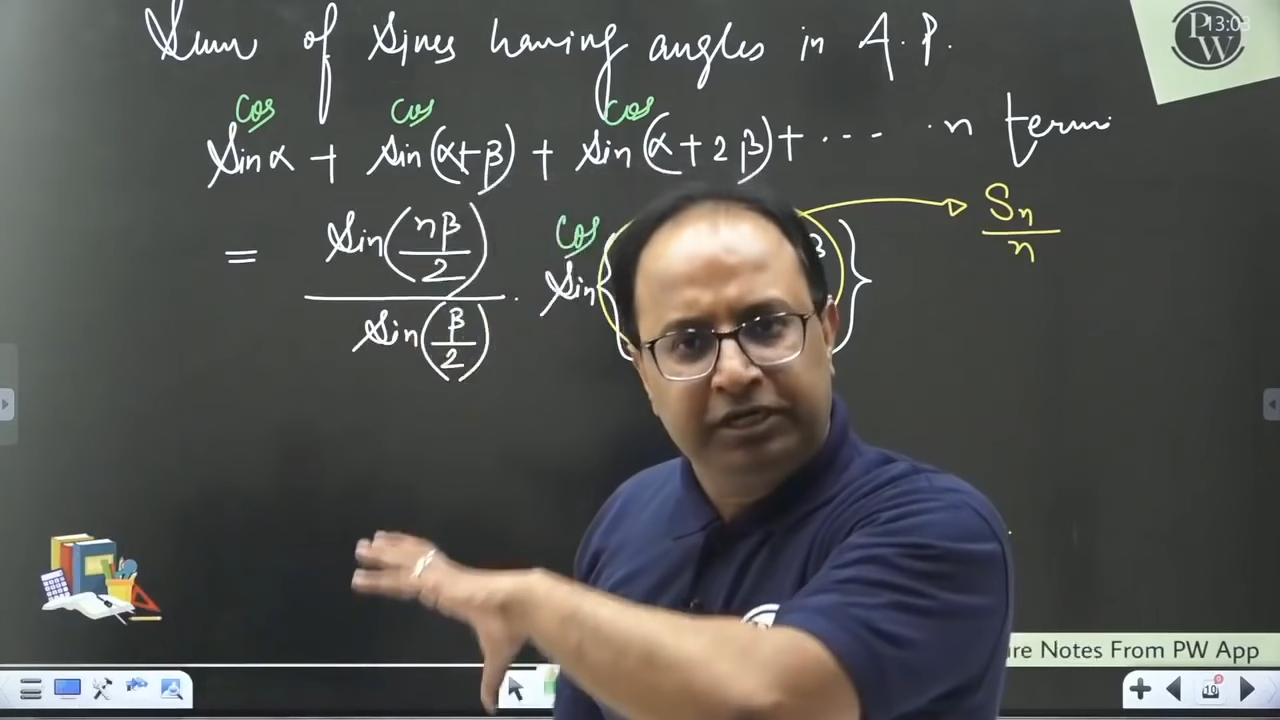 Sum of Sines having angles in A.P.
PW 13:03
cos cos cos
sin α + sin(α+β) + sin(α+2β)+ ···· ·n term
= sin(nβ/2) / sin(β/2) · cos sin{ β } Sn/n
re Notes From PW App
10